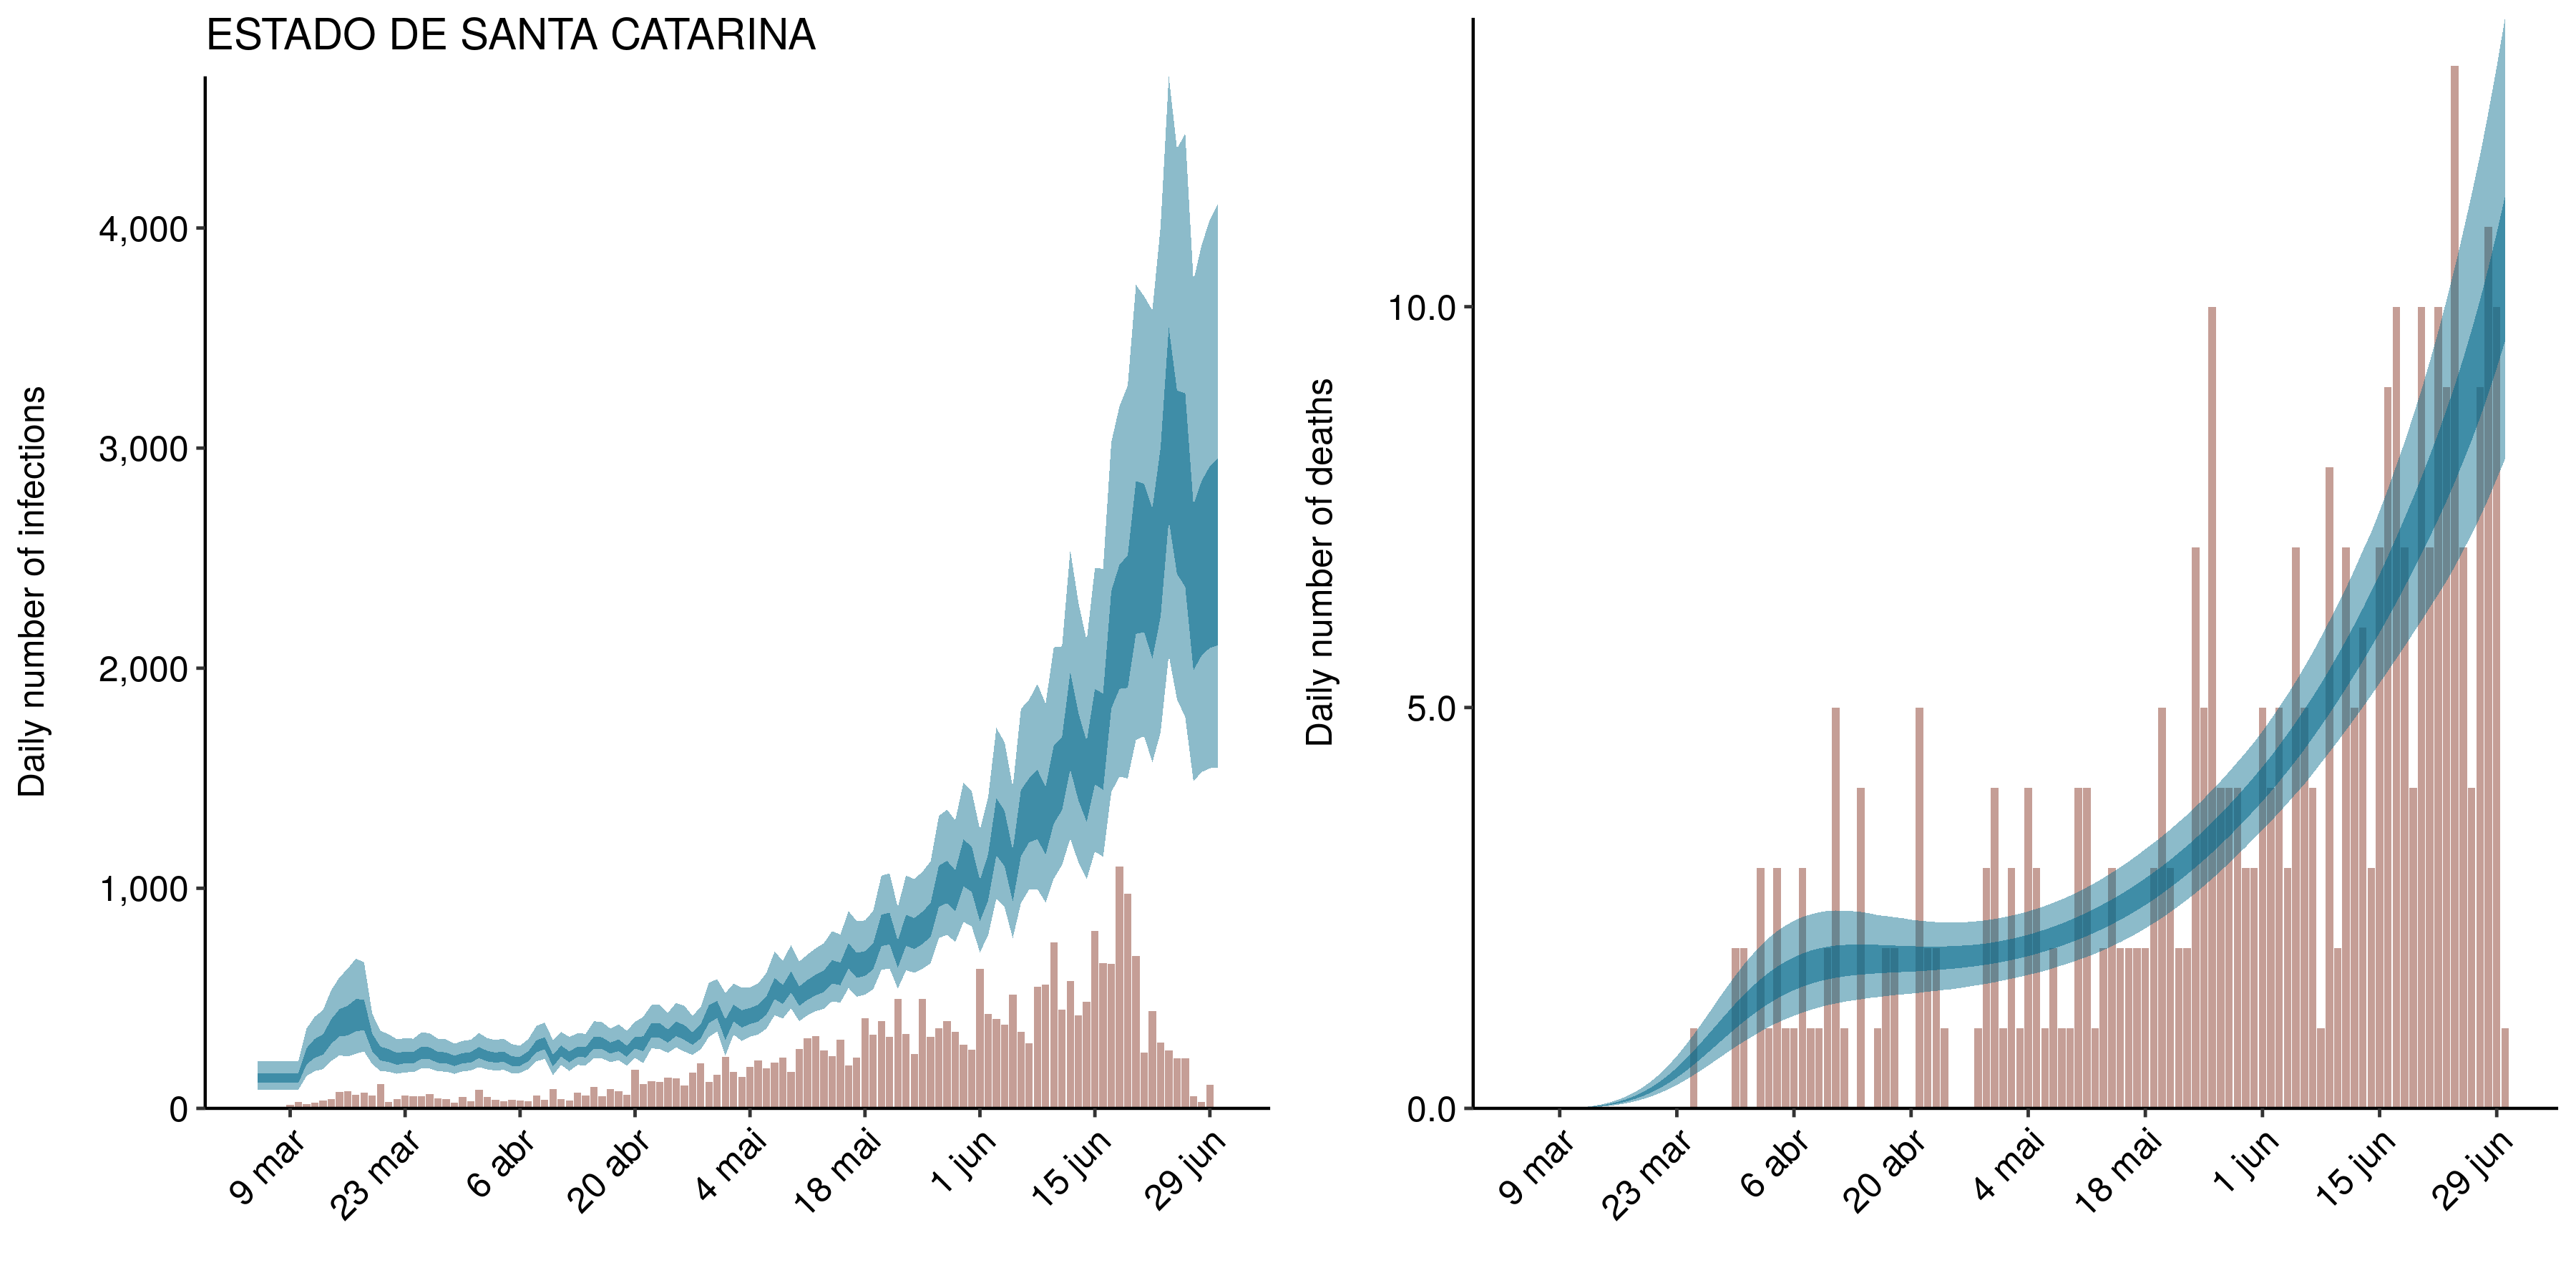 ESTADO DE SANTA CATARINA
Daily number of infections
4,000
3,000
2,000
1,000
0
9 mar
23 mar
6 abr
20 abr
4 mai
18 mai
1 jun
15 jun
29 jun
Daily number of deaths
10.0
5.0
0.0
9 mar
23 mar
6 abr
20 abr
4 mai
18 mai
1 jun
15 jun
29 jun